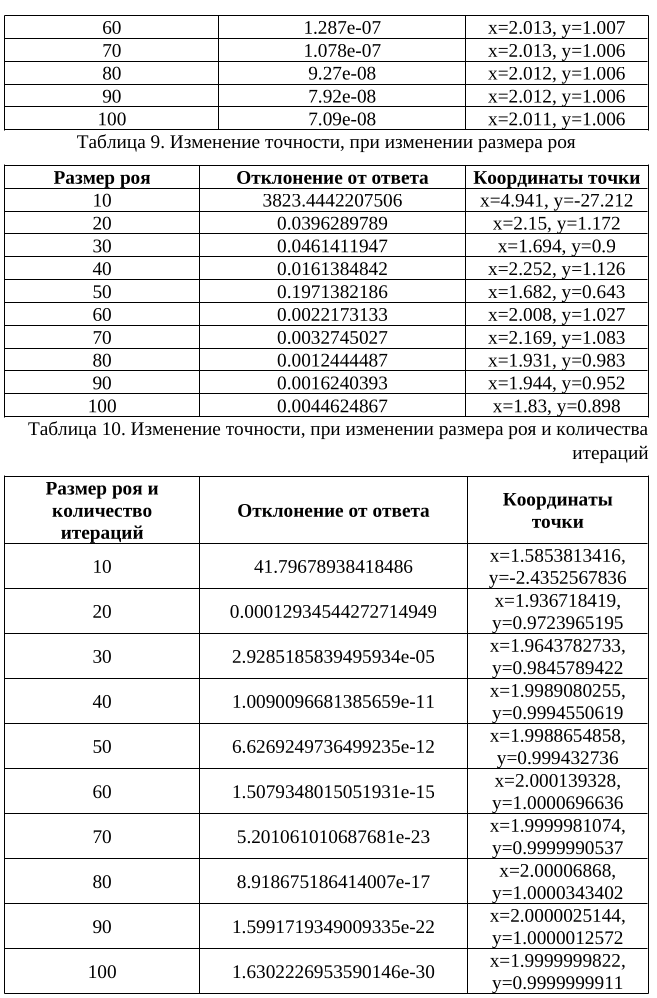 60 1.287e-07 x=2.013, y=1.007
70 1.078e-07 x=2.013, y=1.006
80 9.27e-08 x=2.012, y=1.006
90 7.92e-08 x=2.012, y=1.006
100 7.09e-08 x=2.011, y=1.006
Таблица 9. Изменение точности, при изменении размера роя
Размер роя Отклонение от ответа Координаты точки
10 3823.4442207506 x=4.941, y=-27.212
20 0.0396289789 x=2.15, y=1.172
30 0.0461411947 x=1.694, y=0.9
40 0.0161384842 x=2.252, y=1.126
50 0.1971382186 x=1.682, y=0.643
60 0.0022173133 x=2.008, y=1.027
70 0.0032745027 x=2.169, y=1.083
80 0.0012444487 x=1.931, y=0.983
90 0.0016240393 x=1.944, y=0.952
100 0.0044624867 x=1.83, y=0.898
Таблица 10. Изменение точности, при изменении размера роя и количества
итераций
Размер роя и
количество
итераций
Отклонение от ответа
Координаты
точки
10 41.79678938418486 x=1.5853813416,
y=-2.4352567836
20 0.00012934544272714949 x=1.936718419,
y=0.9723965195
30 2.9285185839495934e-05 x=1.9643782733,
y=0.9845789422
40 1.0090096681385659e-11 x=1.9989080255,
y=0.9994550619
50 6.6269249736499235e-12 x=1.9988654858,
y=0.999432736
60 1.5079348015051931e-15 x=2.000139328,
y=1.0000696636
70 5.201061010687681e-23 x=1.9999981074,
y=0.9999990537
80 8.918675186414007e-17 x=2.00006868,
y=1.0000343402
90 1.5991719349009335e-22 x=2.0000025144,
y=1.0000012572
100 1.6302226953590146e-30 x=1.9999999822,
y=0.9999999911